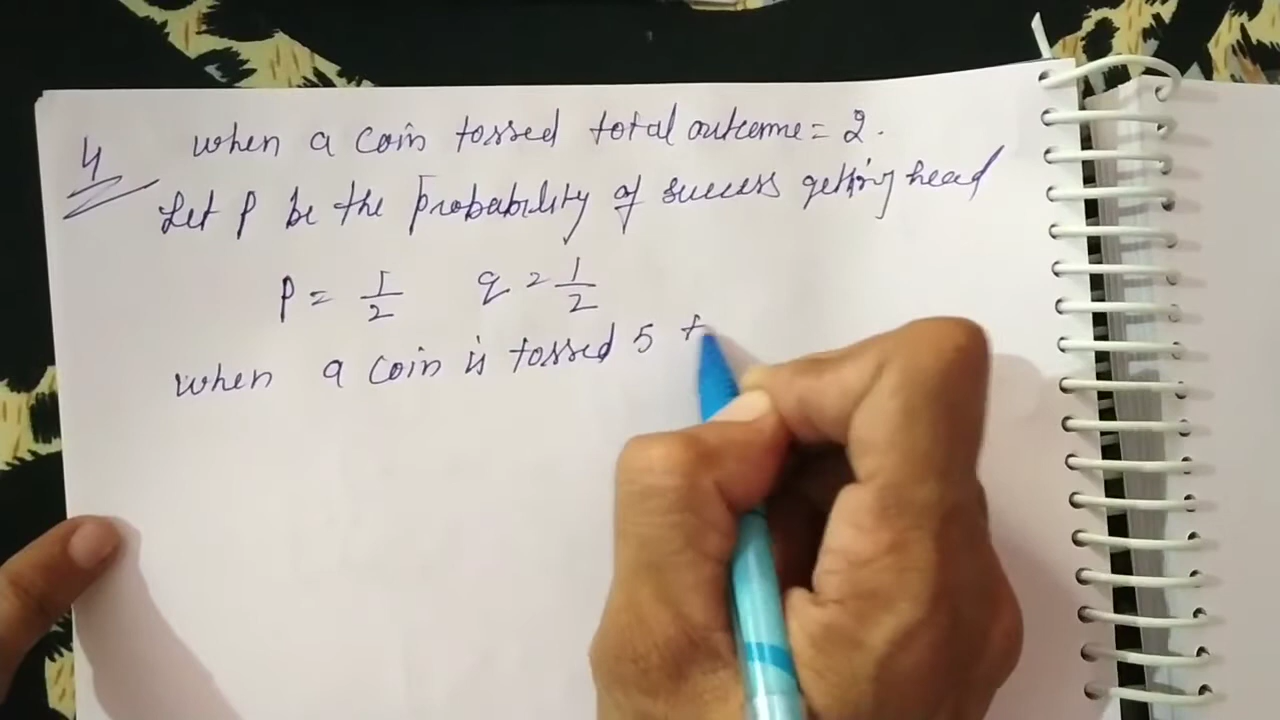 4 when a coin tossed total outcome = 2.
Let p be the probability of success getting head
p = 1/2 q = 1/2
when a coin is tossed 5 t